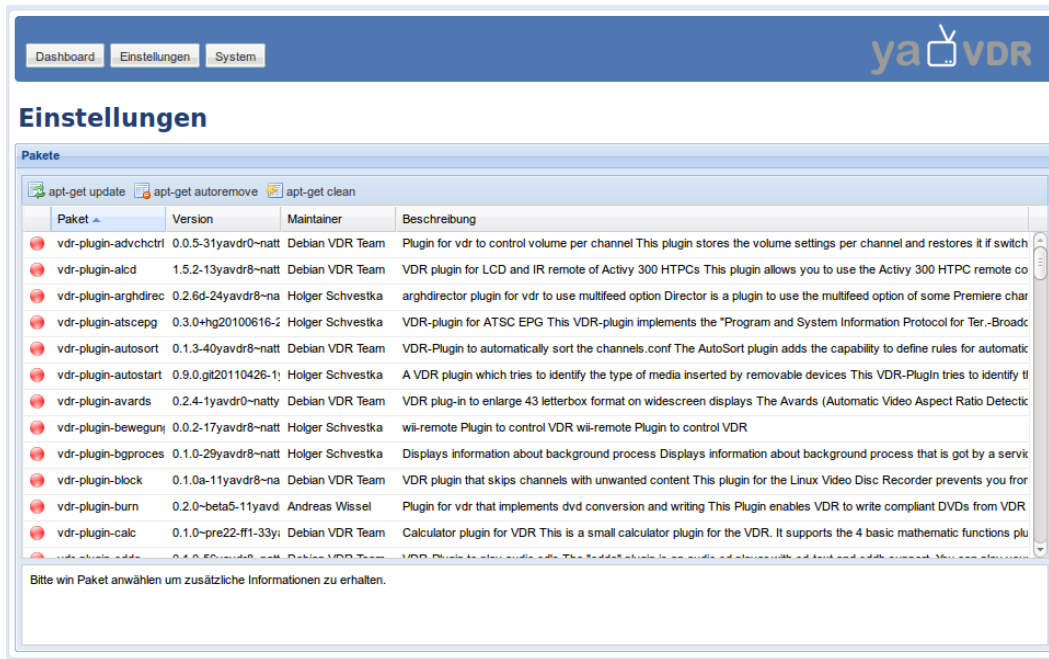 Dashboard Einstellungen System
yaVDR
Einstellungen
Pakete
apt-get update apt-get autoremove apt-get clean
Paket Version Maintainer Beschreibung
vdr-plugin-advchctrl 0.0.5-31yavdr0~natt Debian VDR Team Plugin for vdr to control volume per channel This plugin stores the volume settings per channel and restores it if switch
vdr-plugin-alcd 1.5.2-13yavdr8~natt Debian VDR Team VDR plugin for LCD and IR remote of Activy 300 HTPCs This plugin allows you to use the Activy 300 HTPC remote co
vdr-plugin-arghdirec 0.2.6d-24yavdr8~na Holger Schvestka arghdirector plugin for vdr to use multifeed option Director is a plugin to use the multifeed option of some Premiere char
vdr-plugin-atscepg 0.3.0+hg20100616-2 Holger Schvestka VDR-plugin for ATSC EPG This VDR-plugin implements the "Program and System Information Protocol for Ter.-Broadc
vdr-plugin-autosort 0.1.3-40yavdr8~natt Debian VDR Team VDR-Plugin to automatically sort the channels.conf The AutoSort plugin adds the capability to define rules for automatic
vdr-plugin-autostart 0.9.0.git20110426-1 Holger Schvestka A VDR plugin which tries to identify the type of media inserted by removable devices This VDR-PlugIn tries to identify
vdr-plugin-avards 0.2.4-1yavdr0~natty Debian VDR Team VDR plug-in to enlarge 43 letterbox format on widescreen displays The Avards (Automatic Video Aspect Ratio Detectic
vdr-plugin-bewegun 0.0.2-17yavdr8~natt Holger Schvestka wii-remote Plugin to control VDR wii-remote Plugin to control VDR
vdr-plugin-bgproces 0.1.0-29yavdr8~natt Holger Schvestka Displays information about background process Displays information about background process that is got by a servic
vdr-plugin-block 0.1.0a-11yavdr8~na Debian VDR Team VDR plugin that skips channels with unwanted content This plugin for the Linux Video Disc Recorder prevents you fror
vdr-plugin-burn 0.2.0~beta5-11yavd Andreas Wissel Plugin for vdr that implements dvd conversion and writing This Plugin enables VDR to write compliant DVDs from VDR
vdr-plugin-calc 0.1.0~pre22-ff1-33y Debian VDR Team Calculator plugin for VDR This is a small calculator plugin for the VDR. It supports the 4 basic mathematic functions plu
Bitte win Paket anwählen um zusätzliche Informationen zu erhalten.